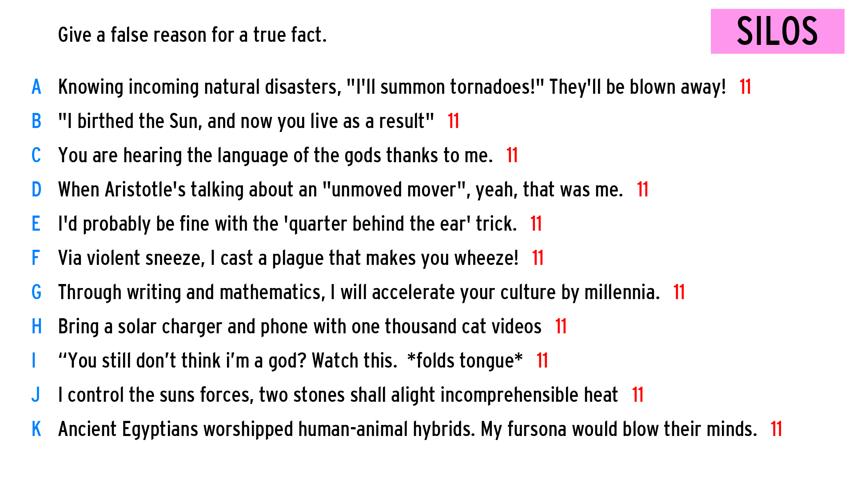 Give a false reason for a true fact.
SILOS
A Knowing incoming natural disasters, "I'll summon tornadoes!" They'll be blown away! 11
B "I birthed the Sun, and now you live as a result" 11
C You are hearing the language of the gods thanks to me. 11
D When Aristotle's talking about an "unmoved mover", yeah, that was me. 11
E I'd probably be fine with the 'quarter behind the ear' trick. 11
F Via violent sneeze, I cast a plague that makes you wheeze! 11
G Through writing and mathematics, I will accelerate your culture by millennia. 11
H Bring a solar charger and phone with one thousand cat videos 11
I “You still don’t think i’m a god? Watch this. *folds tongue* 11
J I control the suns forces, two stones shall alight incomprehensible heat 11
K Ancient Egyptians worshipped human-animal hybrids. My fursona would blow their minds. 11